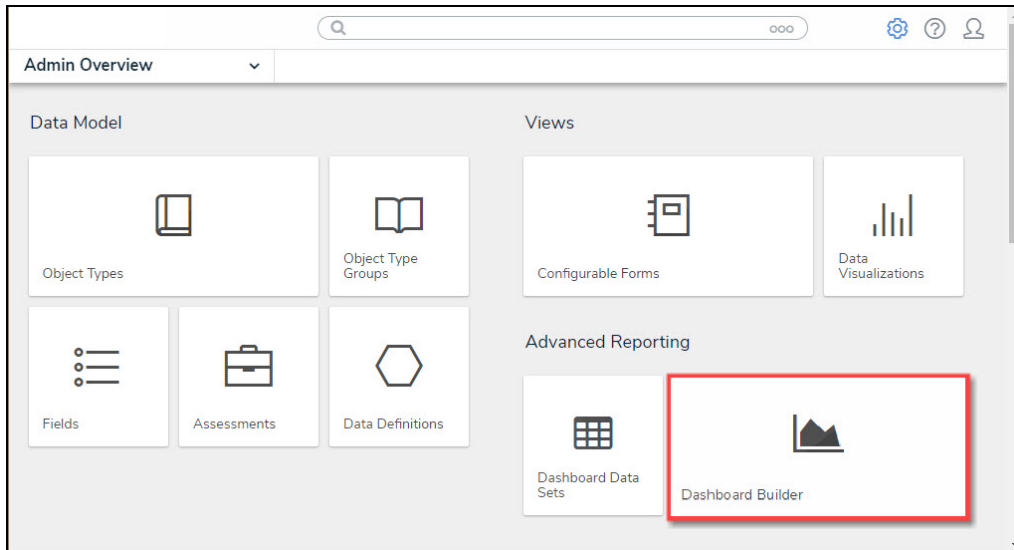 ooo
Admin Overview
Data Model
Object Types
Object Type
Groups
Fields
Assessments
Data Definitions
Views
Configurable Forms
Data
Visualizations
Advanced Reporting
Dashboard Data
Sets
Dashboard Builder